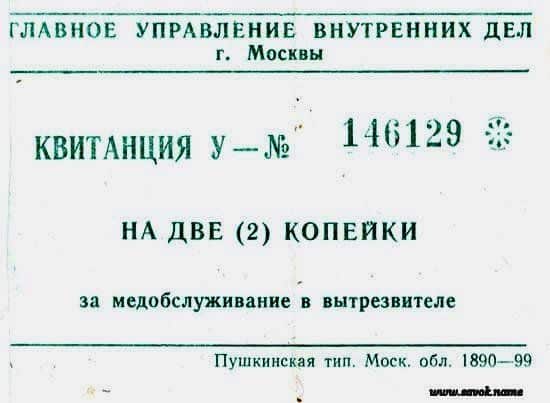 ГЛАВНОЕ УПРАВЛЕНИЕ ВНУТРЕННИХ ДЕЛ
г. Москвы
КВИТАНЦИЯ У — № 146129
НА ДВЕ (2) КОПЕЙКИ
за медобслуживание в вытрезвителе
Пушкинская тип. Моск. обл. 1890—99
www.savok.name